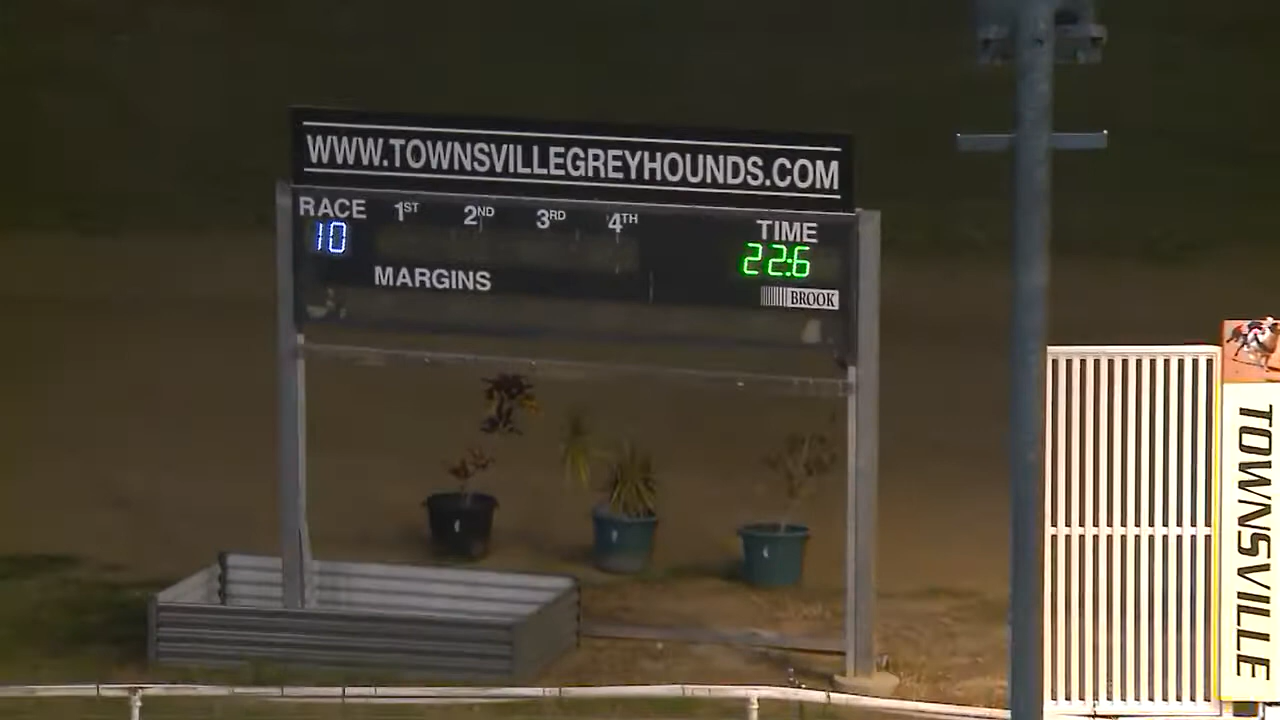 WWW.TOWNSVILLEGREYHOUNDS.COM
RACE 1ST 2ND 3RD 4TH TIME
10 22:6
MARGINS
BROOK
TOWNSVILLE